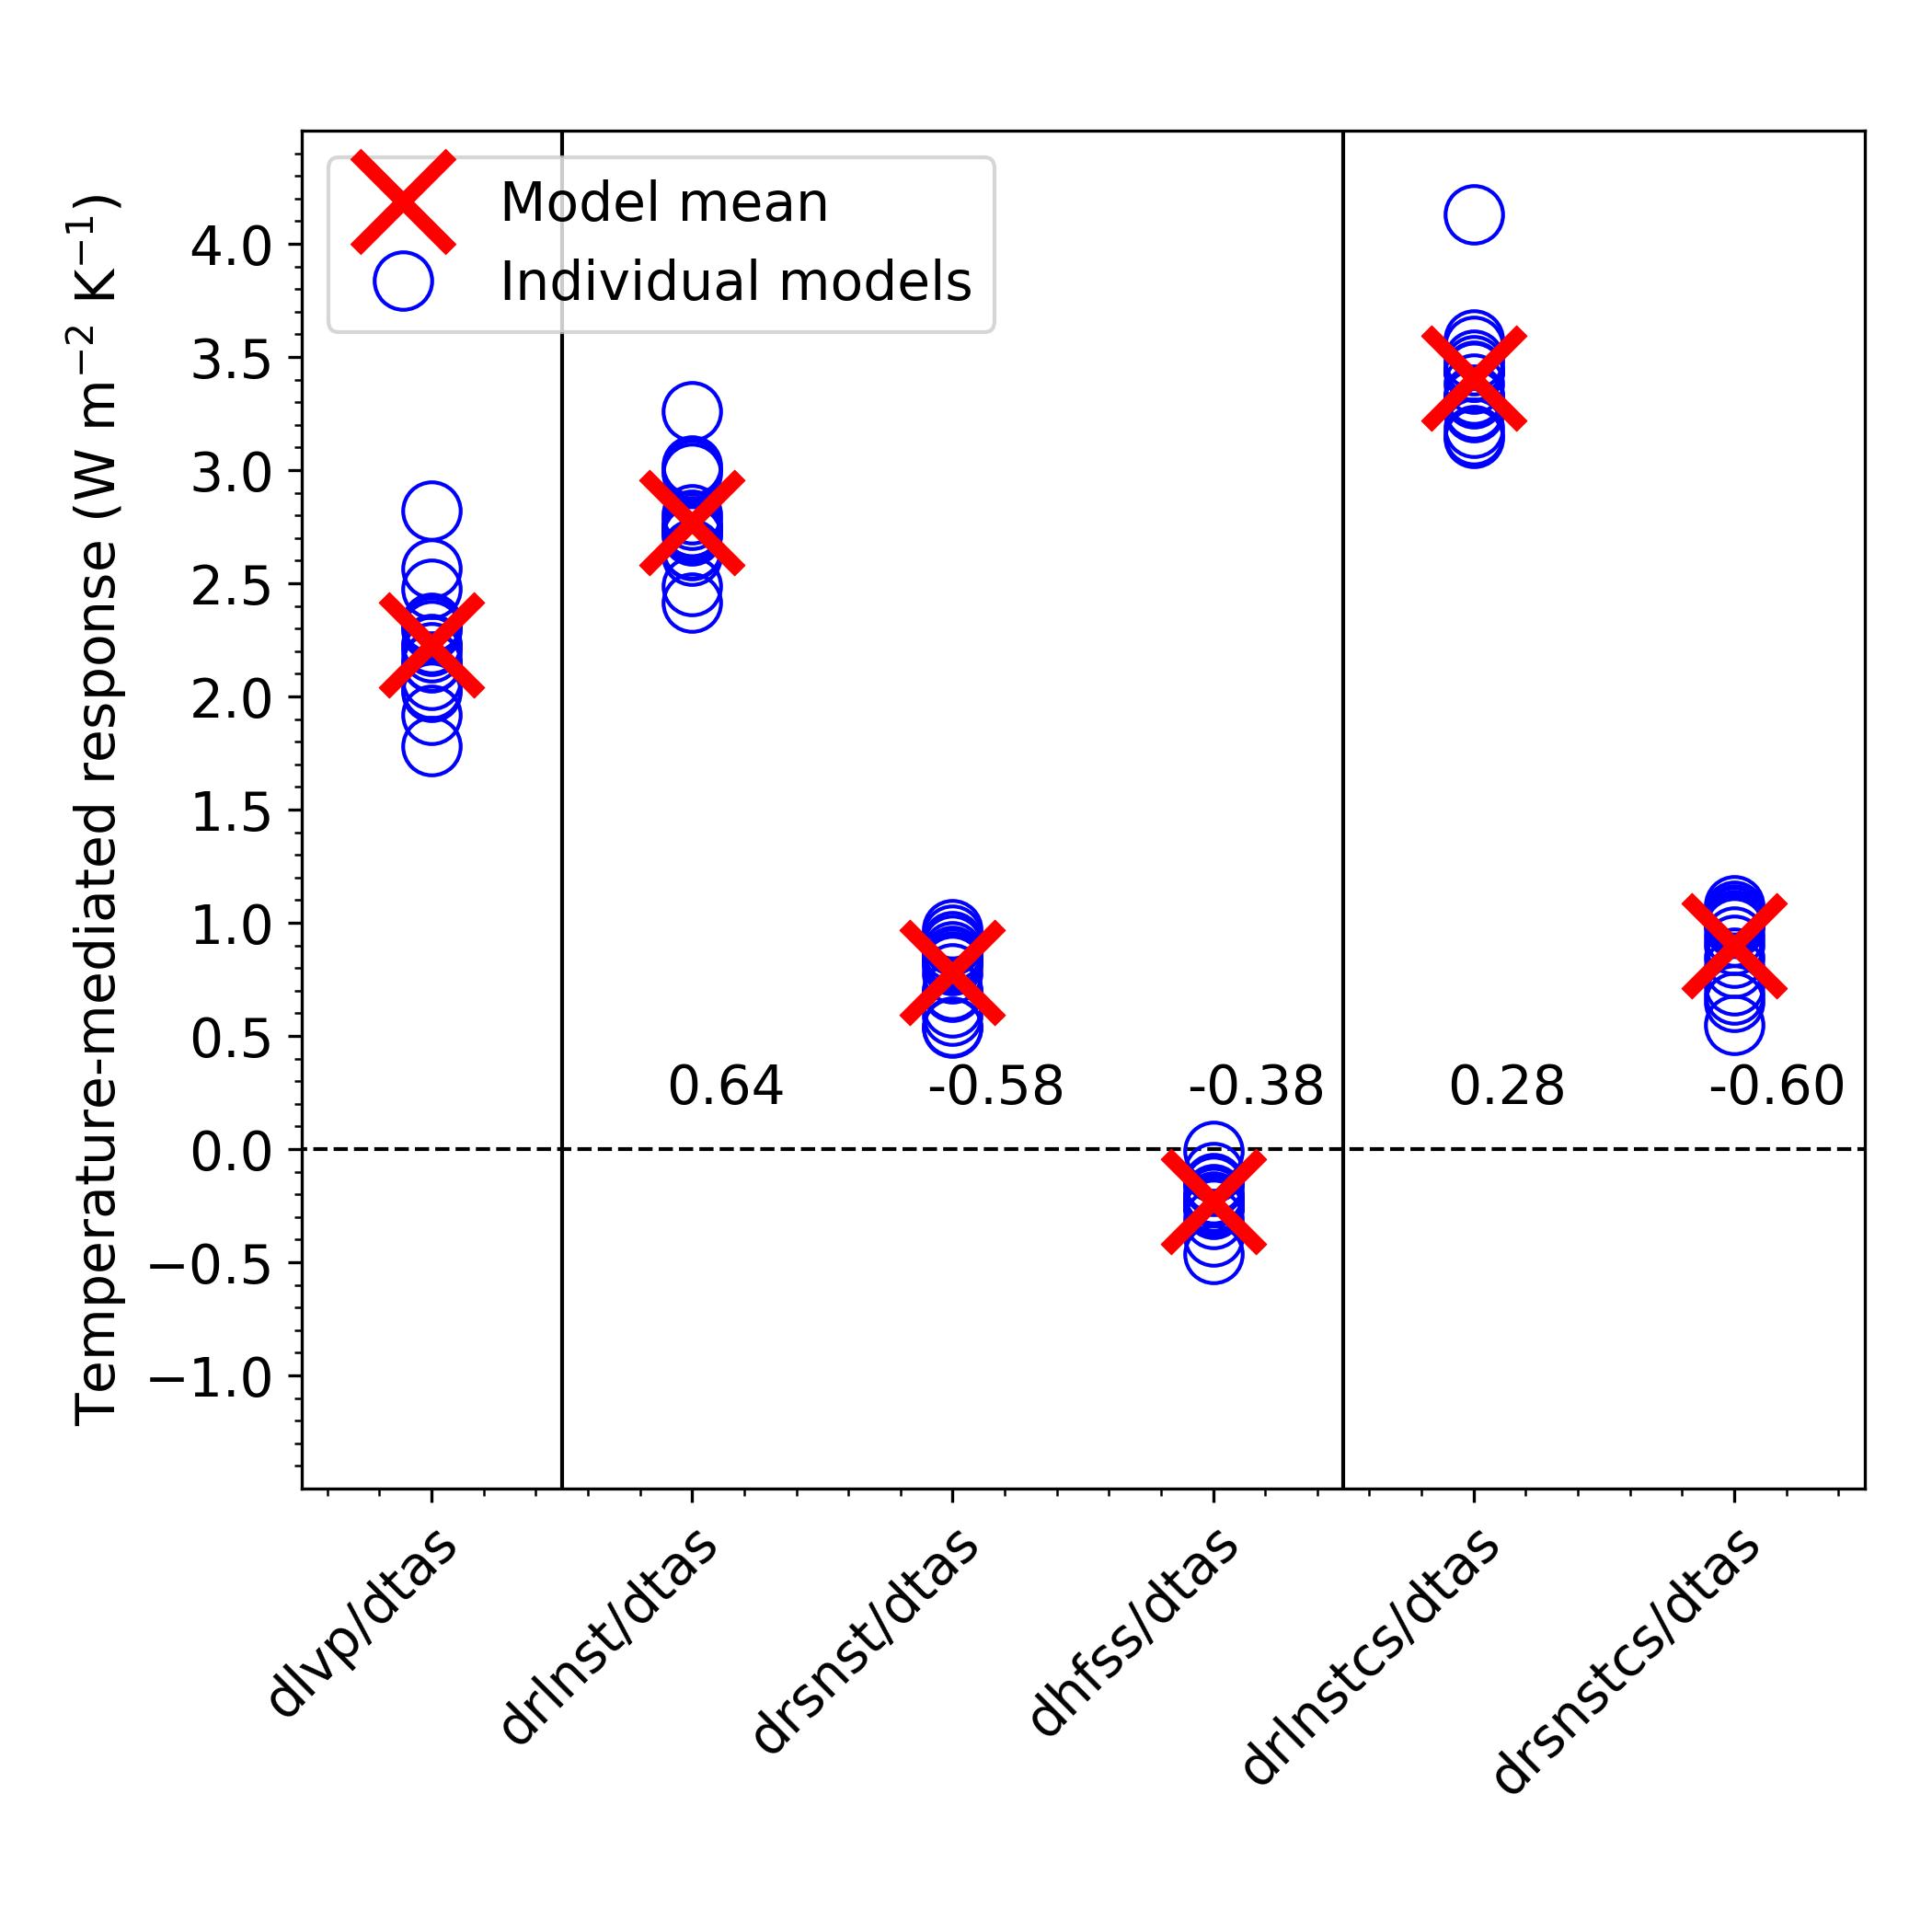 Temperature-mediated response (W m⁻² K⁻¹)
Model mean
Individual models
4.0
3.5
3.0
2.5
2.0
1.5
1.0
0.5
0.0
−0.5
−1.0
0.64
-0.58
-0.38
0.28
-0.60
dlvp/dtas
drlnst/dtas
drsnst/dtas
dhfss/dtas
drlnstcs/dtas
drsnstcs/dtas